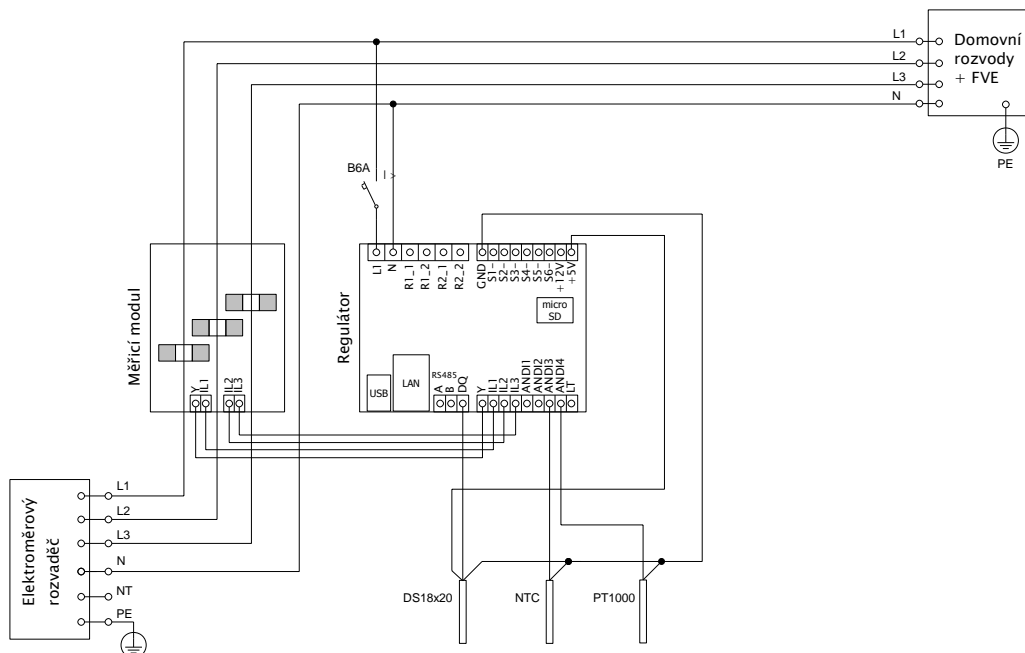 L1
L2
L3
N
Domovní
rozvody
+ FVE
PE
B6A
I >
Měřicí modul
Y
IL1
IL2
IL3
Regulátor
L1
N
R1_1
R1_2
R2_1
R2_2
GND
S1-
S2-
S3-
S4-
S5-
S6-
+12V
+5V
micro
SD
USB
LAN
RS485
A
B
DQ
Y
IL1
IL2
IL3
ANDI1
ANDI2
ANDI3
ANDI4
LT
Elektroměrový
rozvaděč
L1
L2
L3
N
NT
PE
DS18x20
NTC
PT1000